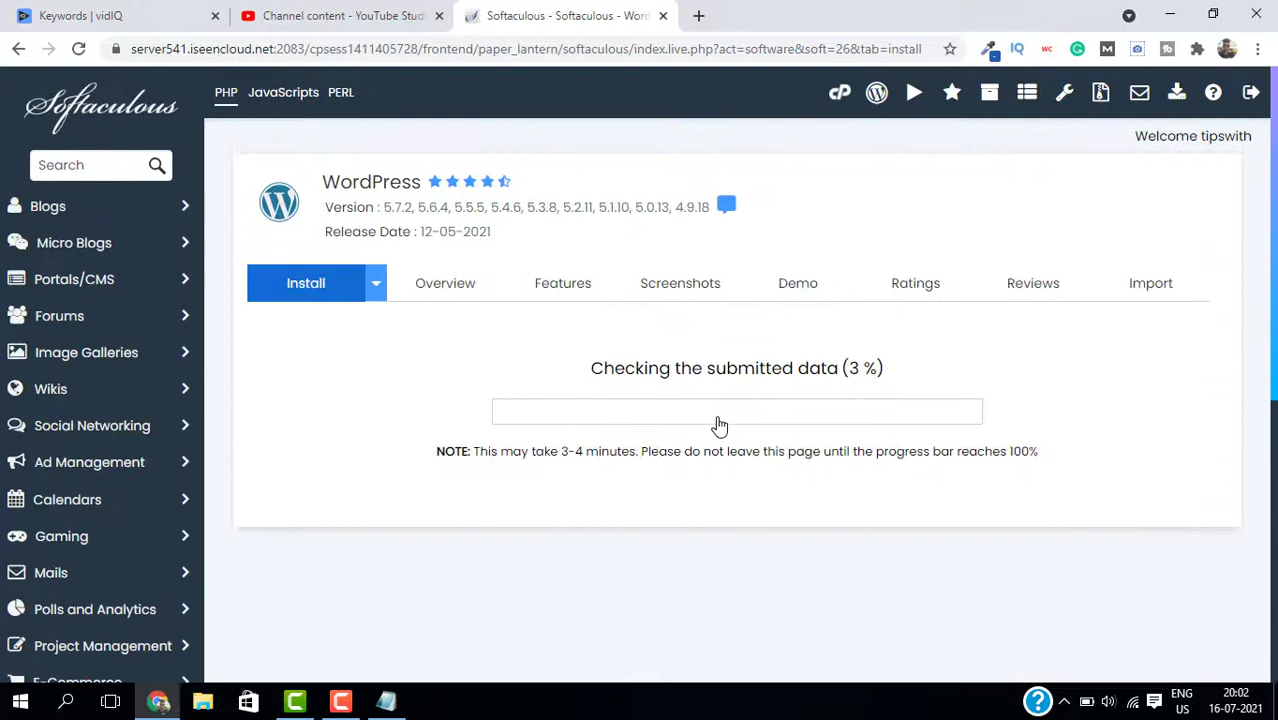 Keywords | vidIQ
Channel content - YouTube Stud
Softaculous - Softaculous - Word
server541.iseencloud.net:2083/cpsess1411405728/frontend/paper_lantern/softaculous/index.live.php?act=software&soft=26&tab=install
Softaculous
PHP JavaScripts PERL
Welcome tipswith
Search
Blogs
Micro Blogs
Portals/CMS
Forums
Image Galleries
Wikis
Social Networking
Ad Management
Calendars
Gaming
Mails
Polls and Analytics
Project Management
E-Commerce
WordPress
Version : 5.7.2, 5.6.4, 5.5.5, 5.4.6, 5.3.8, 5.2.11, 5.1.10, 5.0.13, 4.9.18
Release Date : 12-05-2021
Install Overview Features Screenshots Demo Ratings Reviews Import
Checking the submitted data (3 %)
NOTE: This may take 3-4 minutes. Please do not leave this page until the progress bar reaches 100%
ENG
US
20:02
16-07-2021